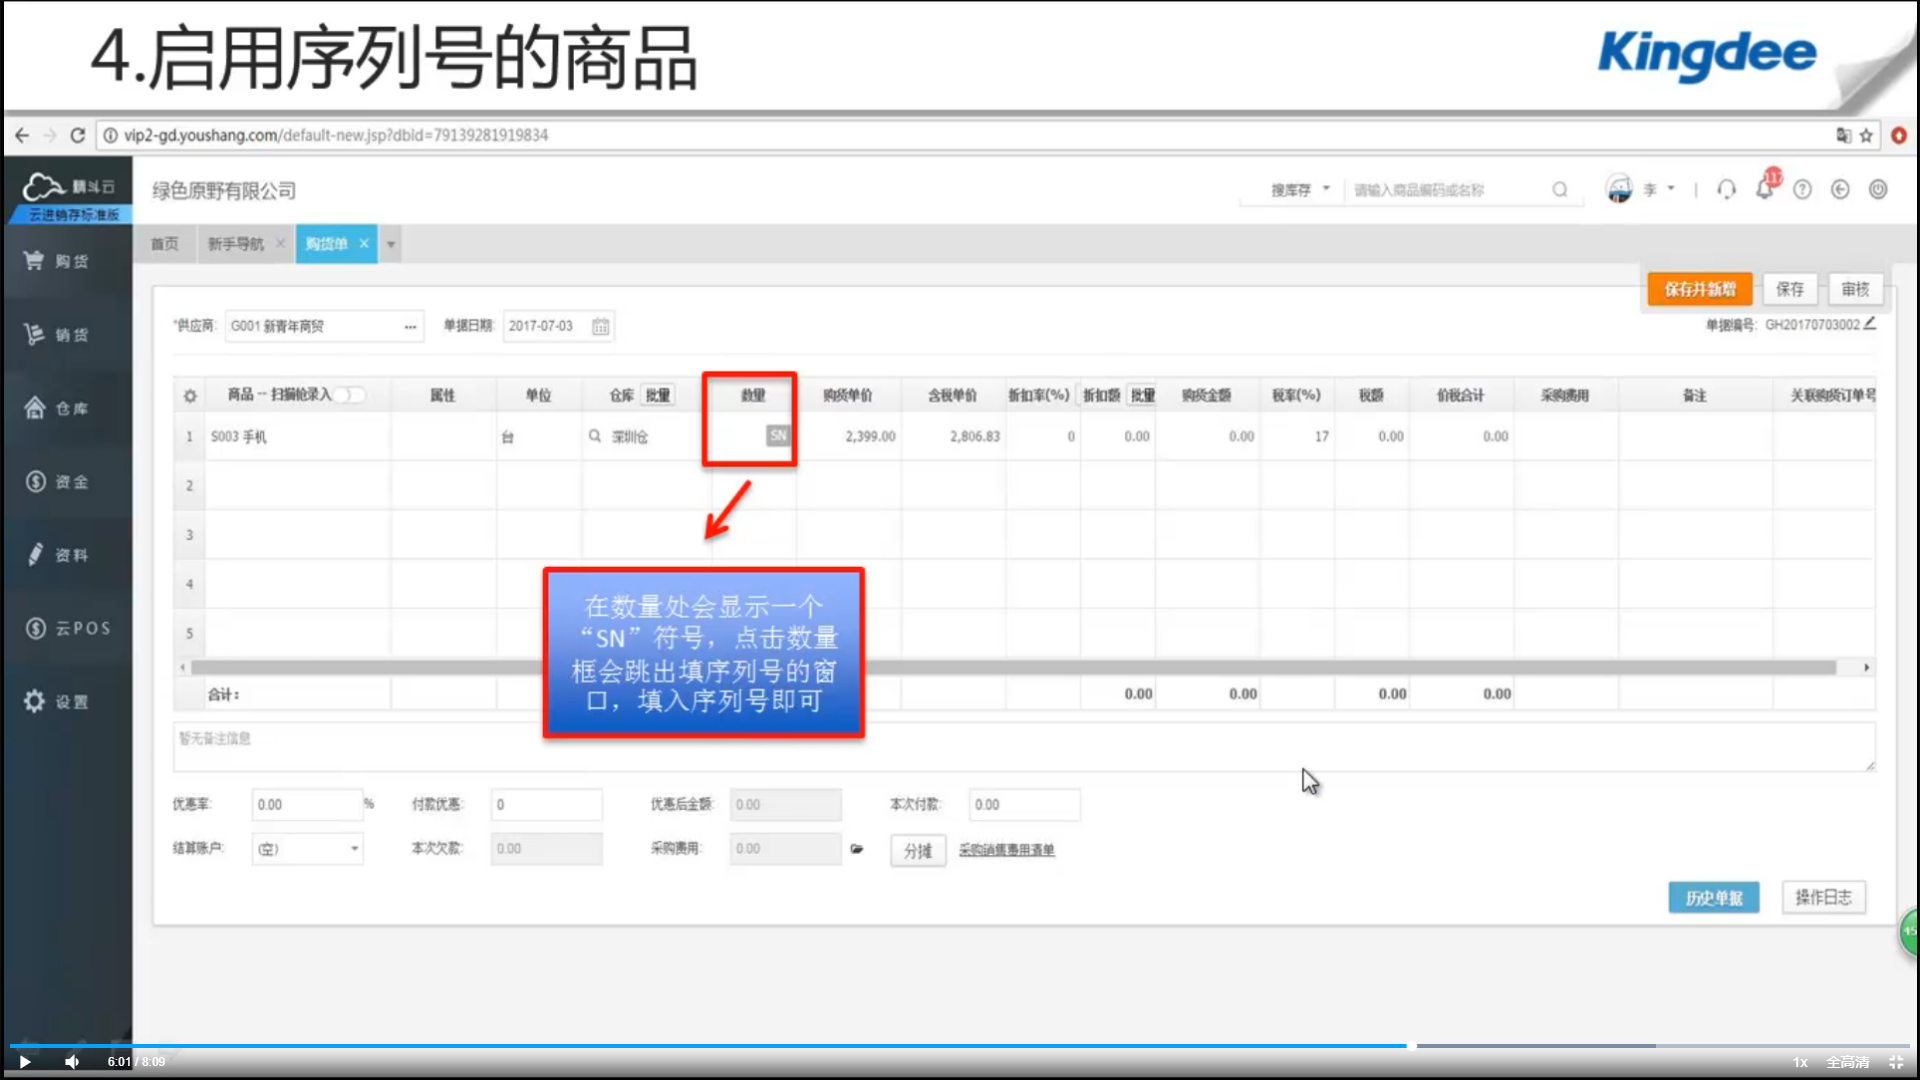 4.启用序列号的商品
Kingdee
vip2-gd.youshang.com/default-new.jsp?dbid=79139281919834
精斗云
云进销存标准版
绿色原野有限公司
搜库存
请输入商品编码或名称
李
117
首页
新手导航
购货单
购货
销货
仓库
资金
资料
云POS
设置
保存并新增
保存
审核
*供应商:
G001 新青年商贸
...
单据日期:
2017-07-03
单据编号: GH20170703002
商品 -- 扫描枪录入 属性 单位 仓库 批量 数量 购货单价 含税单价 折扣率(%) 折扣额 批量 购货金额 税率(%) 税额 价税合计 采购费用 备注 关联购货订单号
1 S003 手机 台 深圳仓 SN 2,399.00 2,806.83 0 0.00 0.00 17 0.00 0.00
2
3
4
5
合计: 0.00 0.00 0.00 0.00
在数量处会显示一个
“SN”符号，点击数量
框会跳出填序列号的窗
口，填入序列号即可
暂无备注信息
优惠率: 0.00 % 付款优惠: 0 优惠后金额: 0.00 本次付款: 0.00
结算账户: (空) 本次欠款: 0.00 采购费用: 0.00 分摊 采购销售费用清单
历史单据
操作日志
45
6:01 / 8:09
1x
全高清